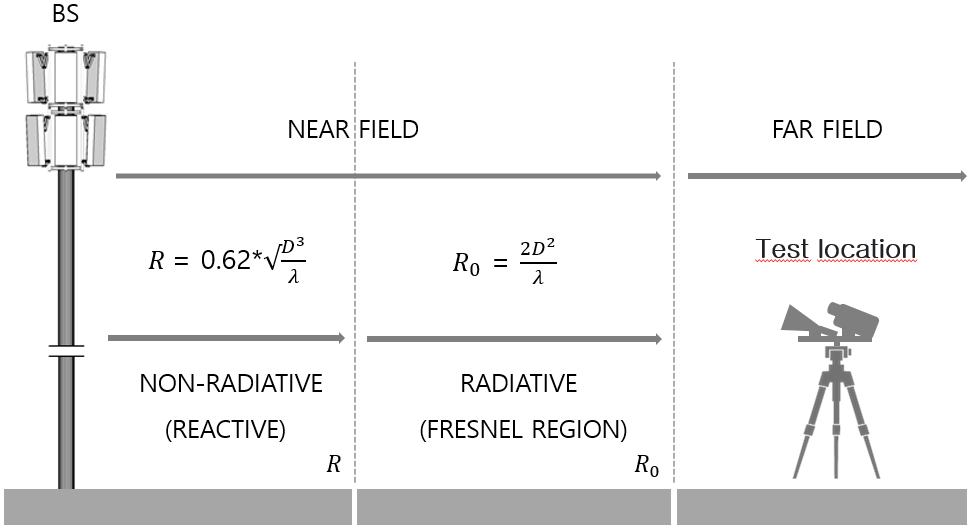 BS
NEAR FIELD
FAR FIELD
R = 0.62*√D³/λ
R₀ = 2D²/λ
Test location
NON-RADIATIVE
(REACTIVE)
RADIATIVE
(FRESNEL REGION)
R
R₀